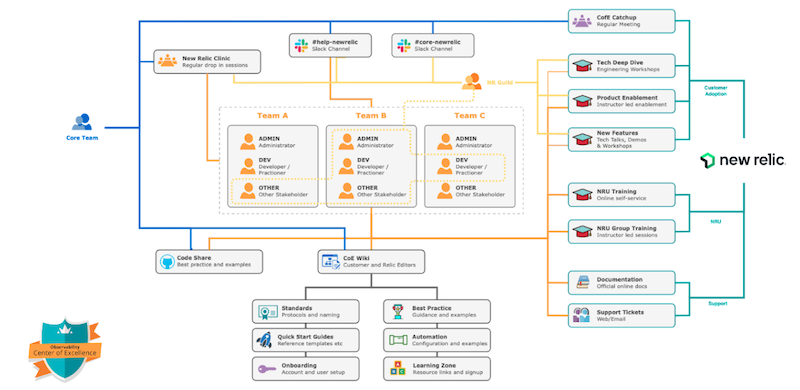 CofE Catchup
Regular Meeting
#help-newrelic
Slack Channel
#core-newrelic
Slack Channel
New Relic Clinic
Regular drop in sessions
Tech Deep Dive
Engineering Workshops
NR Guild
Customer
Adoption
Product Enablement
Instructor led enablement
Core Team
Team A
Team B
Team C
New Features
Tech Talks, Demos
& Workshops
ADMIN
Administrator
ADMIN
Administrator
ADMIN
Administrator
new relic.
DEV
Developer /
Practioner
DEV
Developer /
Practioner
DEV
Developer /
Practioner
OTHER
Other Stakeholder
OTHER
Other Stakeholder
OTHER
Other Stakeholder
NRU Training
Online self-service
NRU
NRU Group Training
Instructor led sessions
Code Share
Best practice and examples
CoE Wiki
Customer and Relic Editors
Documentation
Official online docs
Support
Support Tickets
Web/Email
Standards
Protocols and naming
Best Practice
Guidance and examples
Quick Start Guides
Reference templates etc
Automation
Configuration and examples
Onboarding
Account and user setup
Learning Zone
Resource links and signup
Observability
Center of Excellence